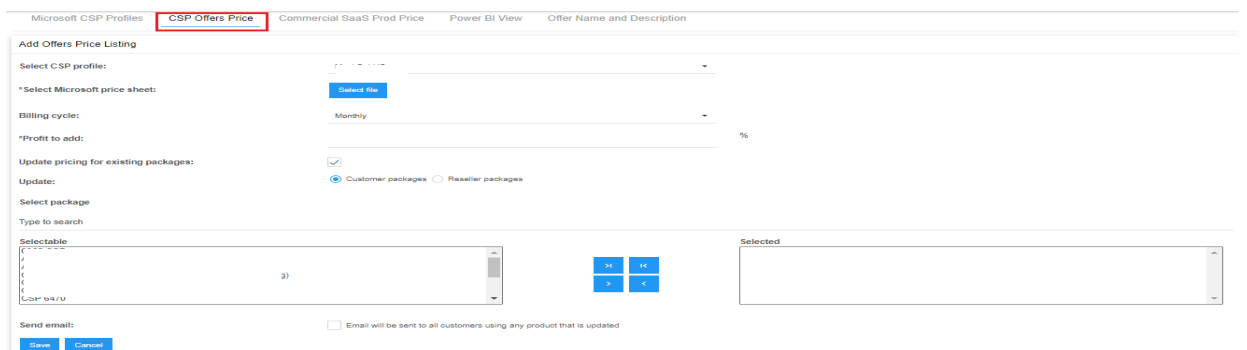 Microsoft CSP Profiles CSP Offers Price Commercial SaaS Prod Price Power BI View Offer Name and Description
Add Offers Price Listing
Select CSP profile:
*Select Microsoft price sheet: Select file
Billing cycle: Monthly
*Profit to add: %
Update pricing for existing packages:
Update: Customer packages Reseller packages
Select package
Type to search
Selectable Selected
g)
>I I<
> <
CSP 6470
Send email: Email will be sent to all customers using any product that is updated
Save Cancel